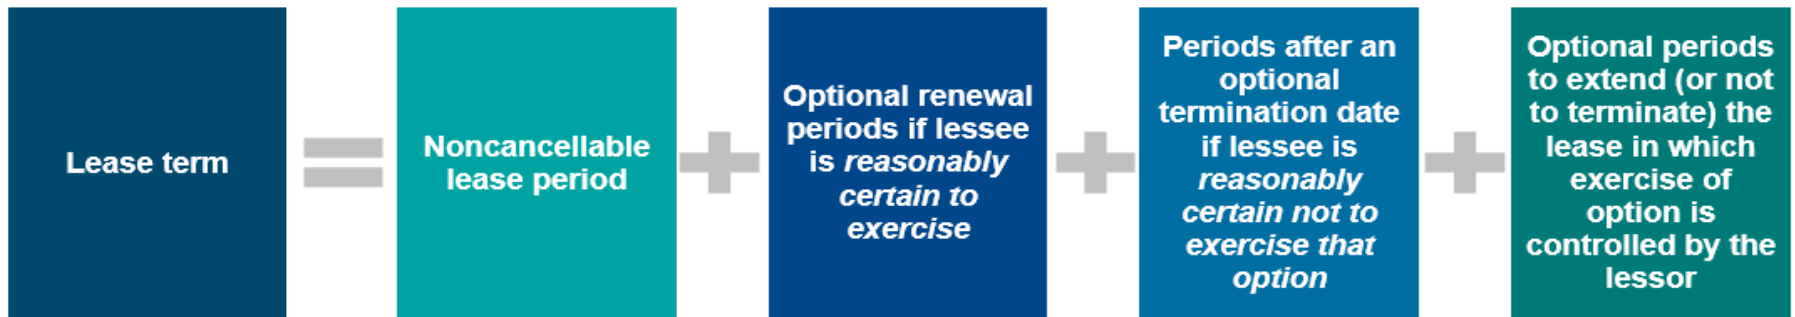 Lease term
Noncancellable
lease period
Optional renewal
periods if lessee
is reasonably
certain to
exercise
Periods after an
optional
termination date
if lessee is
reasonably
certain not to
exercise that
option
Optional periods
to extend (or not
to terminate) the
lease in which
exercise of
option is
controlled by the
lessor